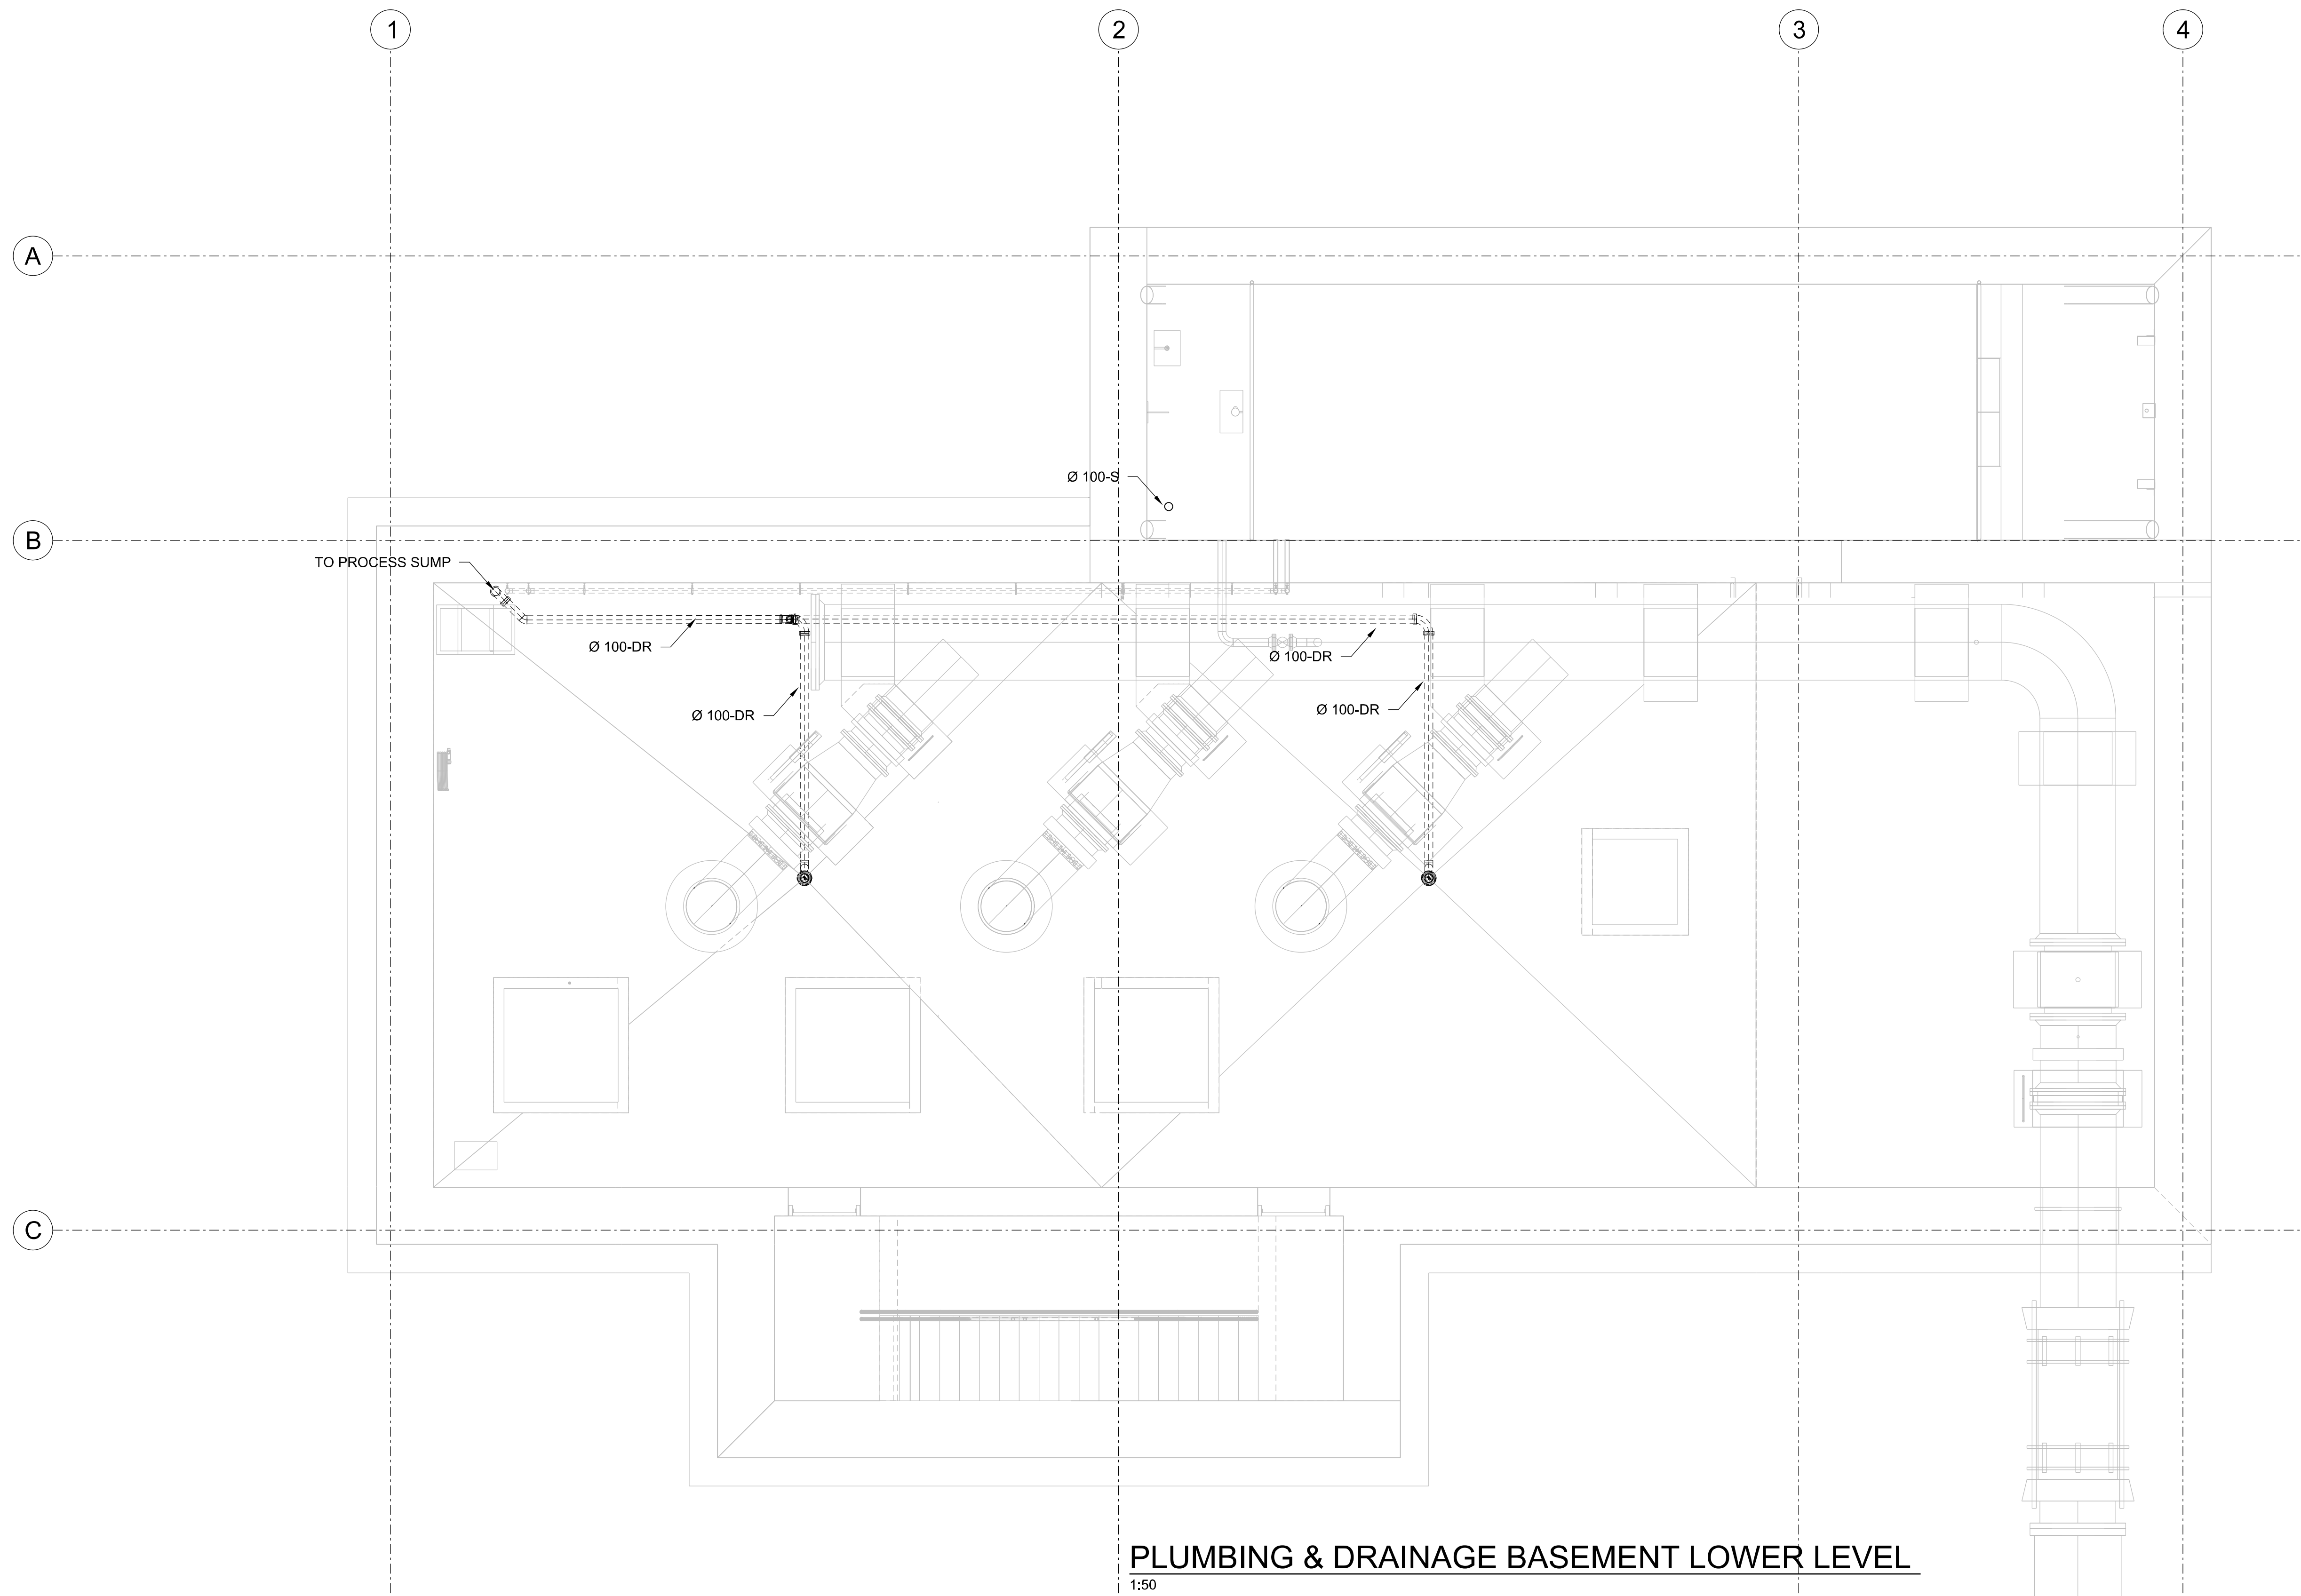 1
2
3
4
A
Ø 100-S
B
TO PROCESS SUMP
Ø 100-DR
Ø 100-DR
Ø 100-DR
Ø 100-DR
C
PLUMBING & DRAINAGE BASEMENT LOWER LEVEL
1:50